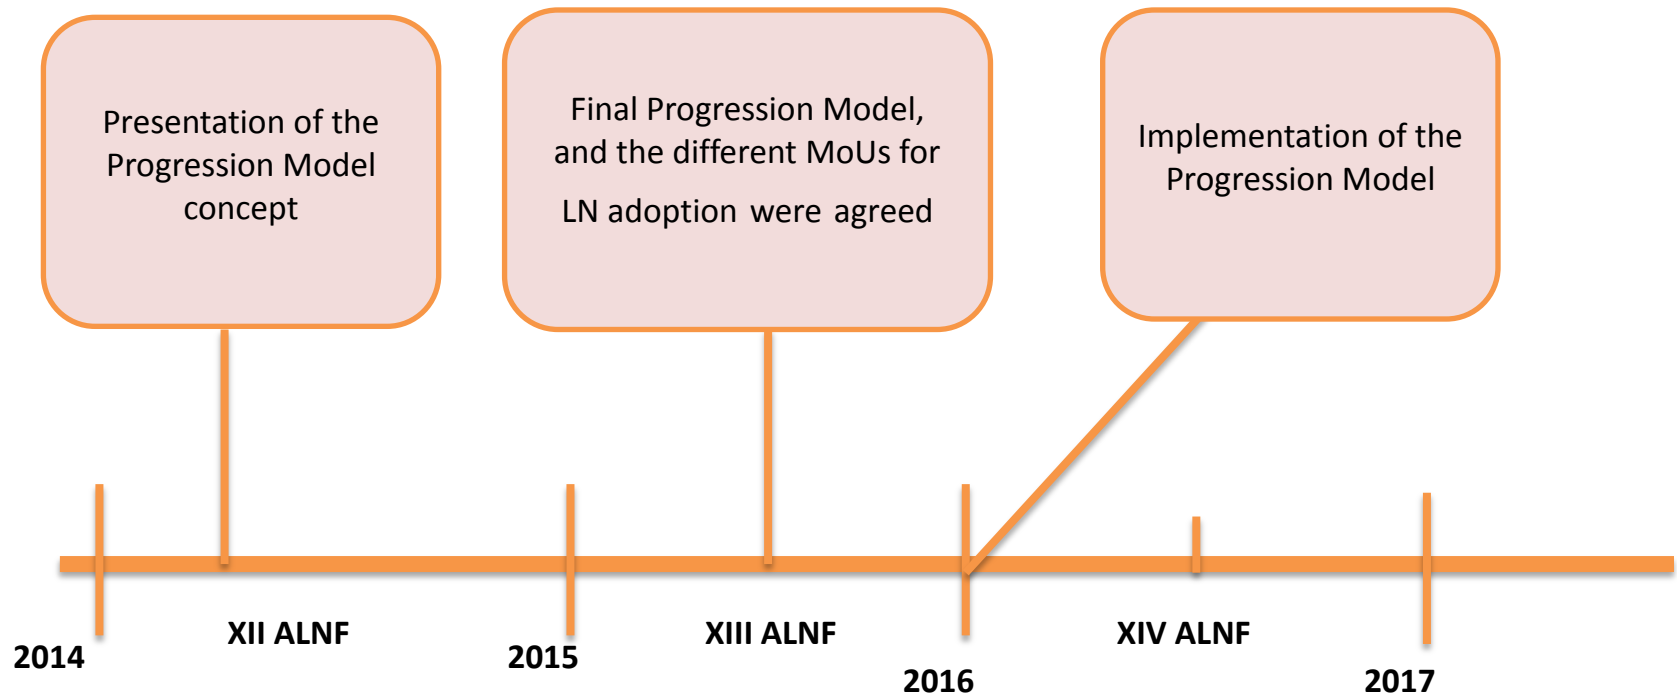 Presentation of the
Progression Model
concept
Final Progression Model,
and the different MoUs for
LN adoption were agreed
Implementation of the
Progression Model
XII ALNF
XIII ALNF
XIV ALNF
2014
2015
2016
2017